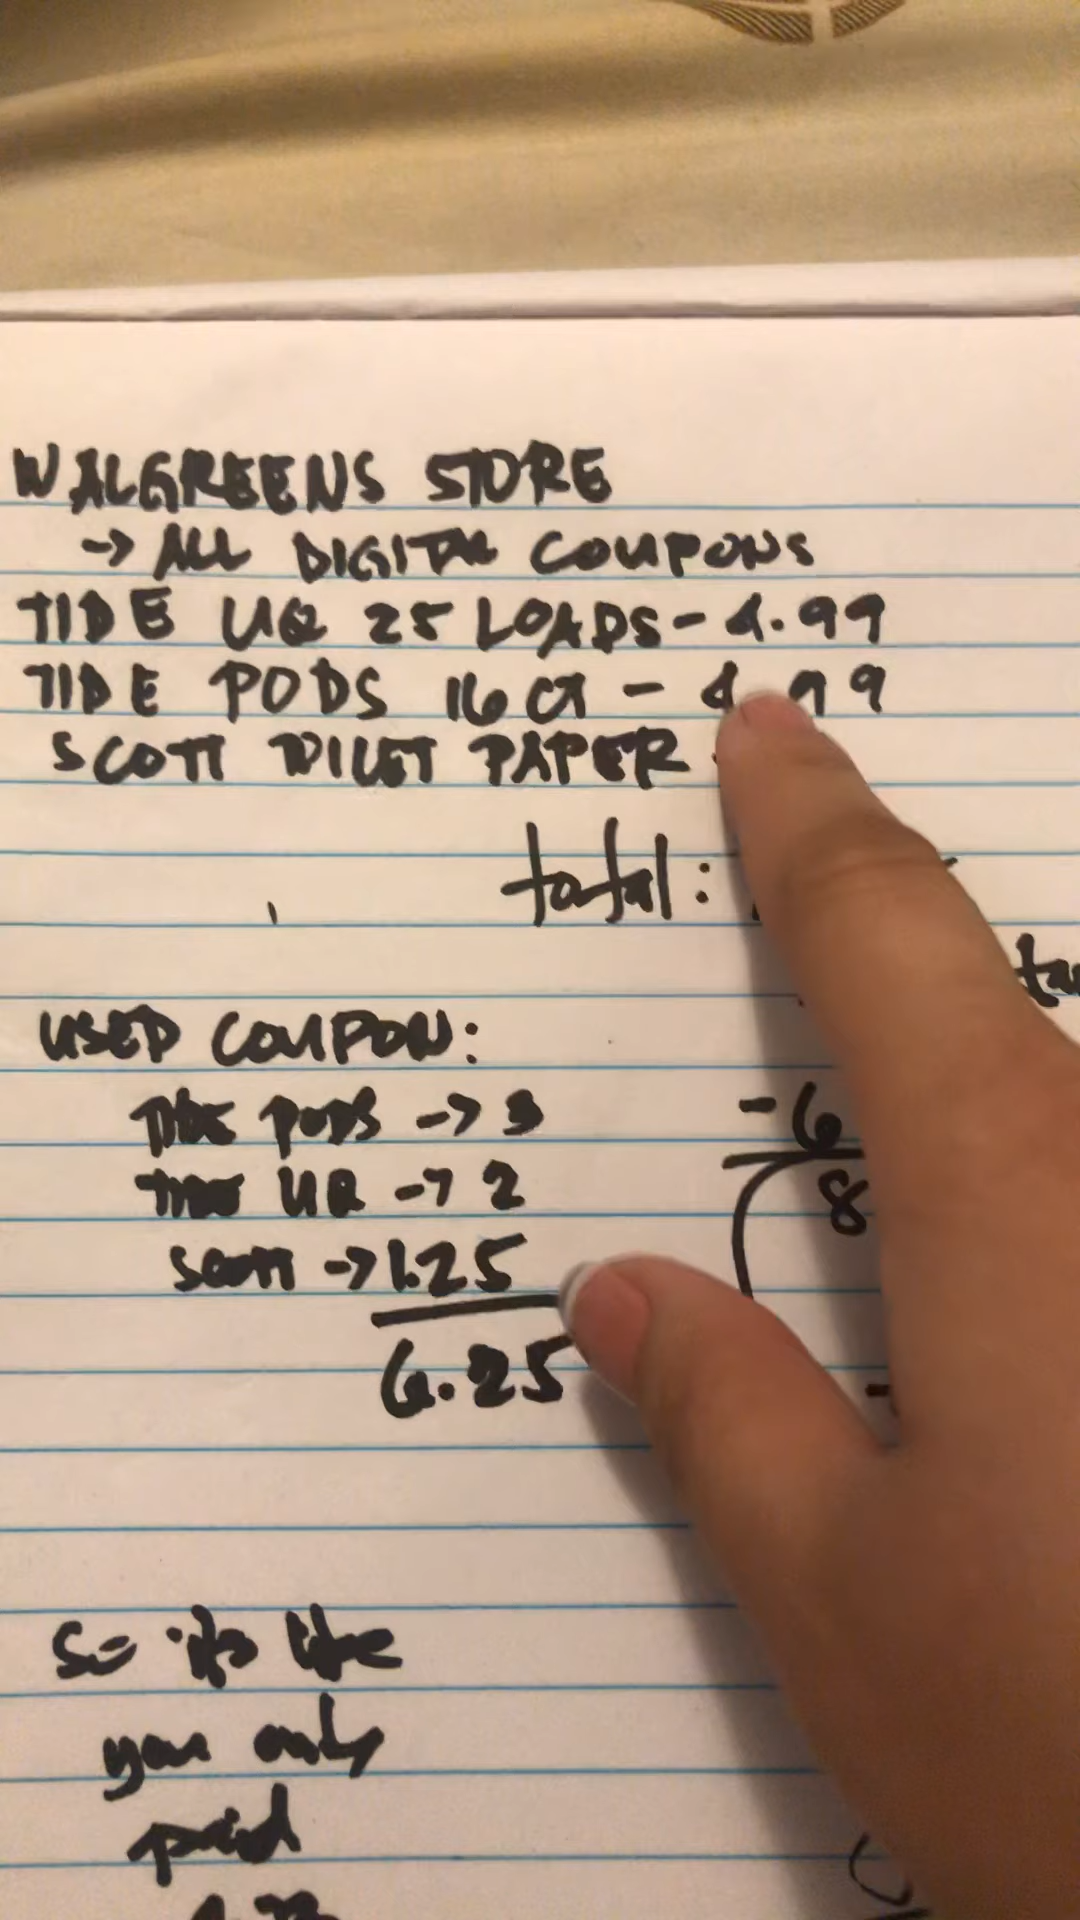 WALGREENS STORE
→ ALL DIGITAL COUPONS
TIDE LIQ 25 LOADS - 4.99
TIDE PODS 16 CT - 4.99
SCOTT TOILET PAPER
total:
USED COUPON:
TIDE PODS → 3
TIDE LIQ → 2
SCOTT → 1.25
6.25
-6
8
So its like
you only
paid